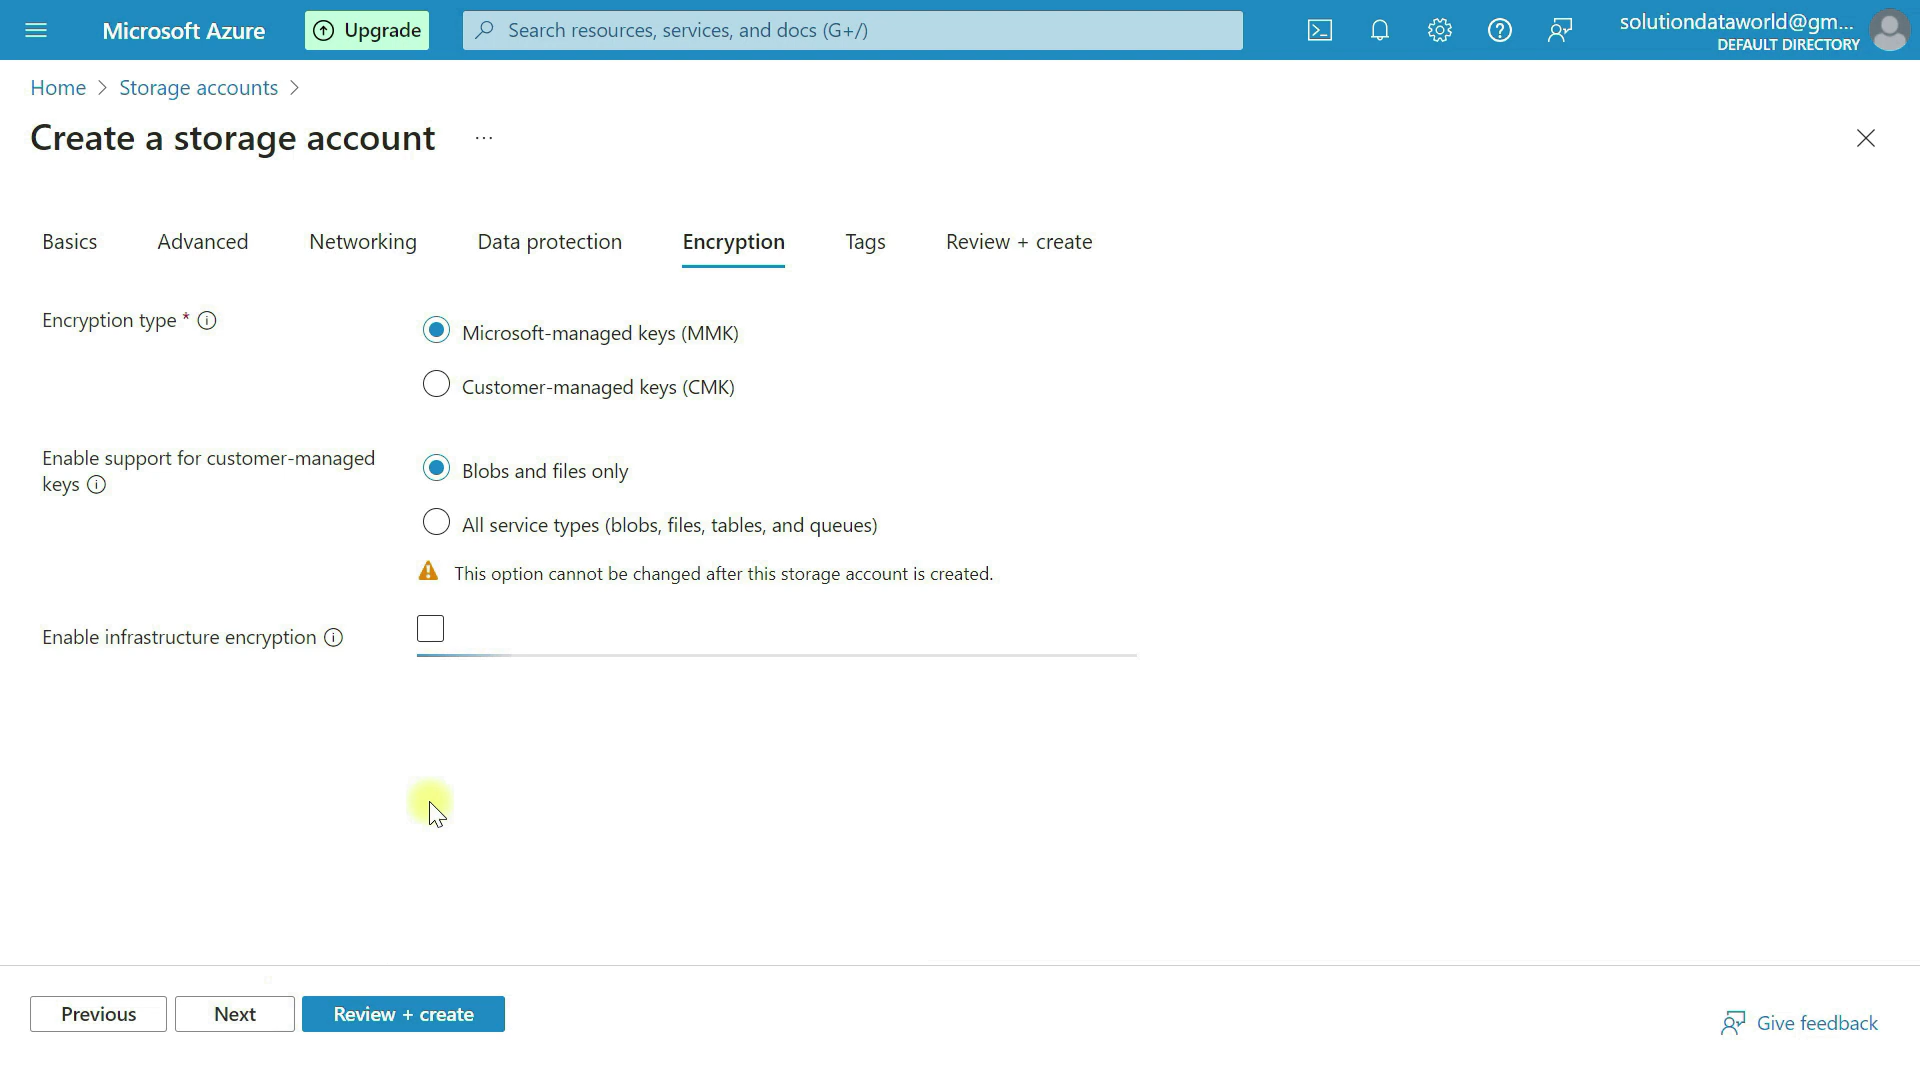 Microsoft Azure
Upgrade
Search resources, services, and docs (G+/)
solutiondataworld@gm...
DEFAULT DIRECTORY
Home > Storage accounts >
Create a storage account ...
Basics Advanced Networking Data protection Encryption Tags Review + create
Encryption type *
Microsoft-managed keys (MMK)
Customer-managed keys (CMK)
Enable support for customer-managed
keys
Blobs and files only
All service types (blobs, files, tables, and queues)
This option cannot be changed after this storage account is created.
Enable infrastructure encryption
Previous Next Review + create
Give feedback